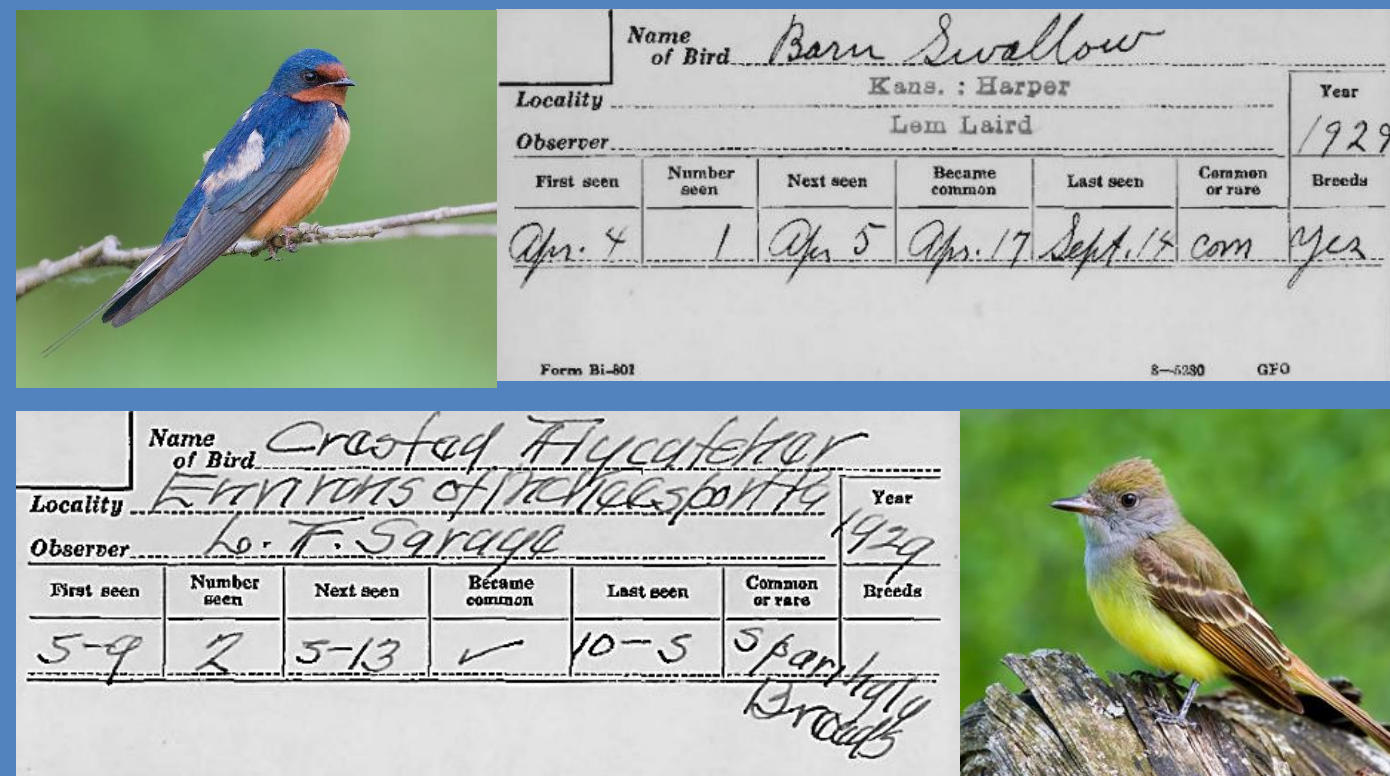 Name
of Bird Barn Swallow
Locality Kans. : Harper
Year
Observer Lem Laird
1929
First seen Number seen Next seen Became common Last seen Common or rare Breeds
Apr. 4 1 Apr 5 Apr. 17 Sept. 14 com Yes
Form Bi-801 8—5230 GPO
Name
of Bird Crested Flycatcher
Locality Environs of McKeesport Pa
Year
Observer L. F. Savage
1929
First seen Number seen Next seen Became common Last seen Common or rare Breeds
5-9 2 5-13 ✓ 10-5
Breeds